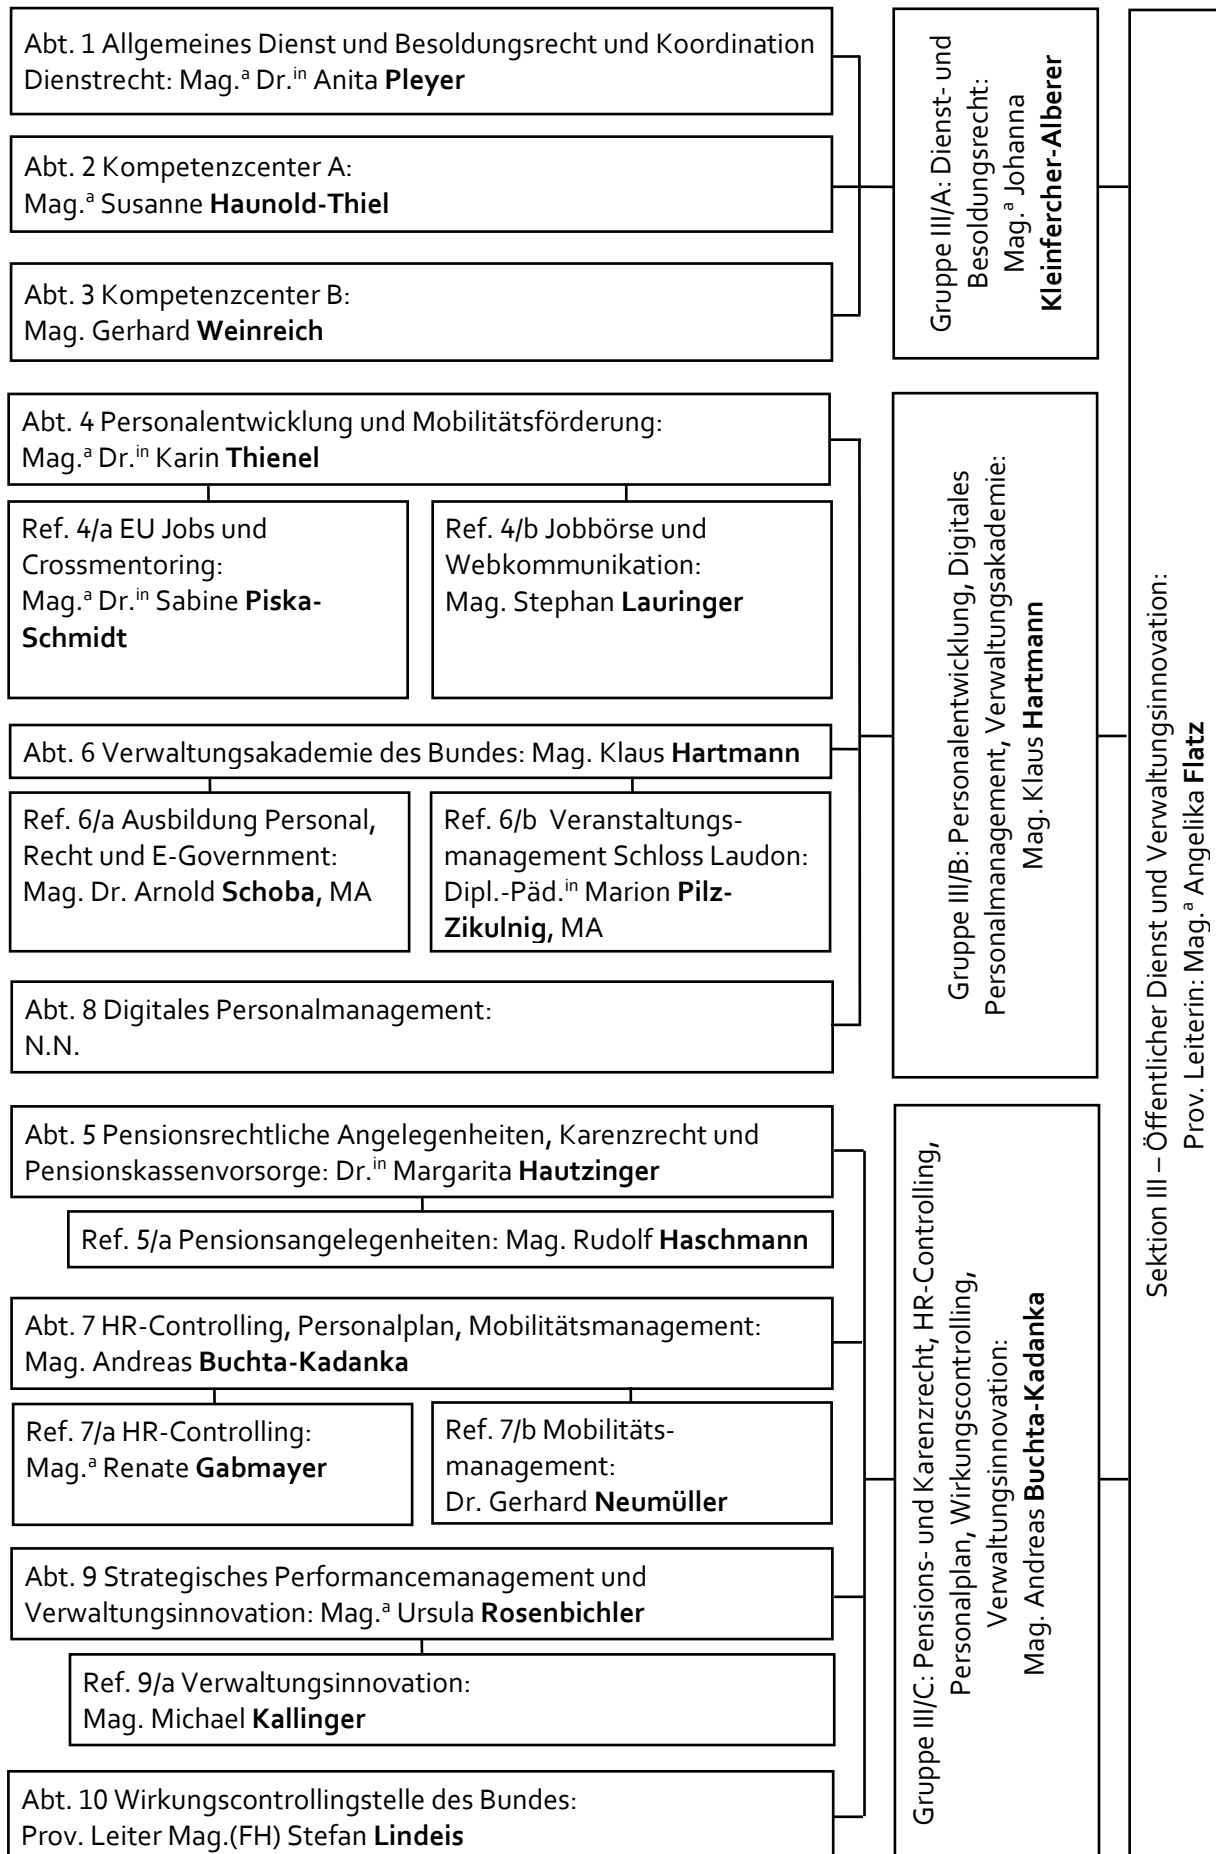 Abt. 1 Allgemeines Dienst und Besoldungsrecht und Koordination
Dienstrecht: Mag.ª Dr.ⁱⁿ Anita Pleyer
Abt. 2 Kompetenzcenter A:
Mag.ª Susanne Haunold-Thiel
Abt. 3 Kompetenzcenter B:
Mag. Gerhard Weinreich
Gruppe III/A: Dienst- und
Besoldungsrecht:
Mag.ª Johanna
Kleinfercher-Alberer
Abt. 4 Personalentwicklung und Mobilitätsförderung:
Mag.ª Dr.ⁱⁿ Karin Thienel
Ref. 4/a EU Jobs und
Crossmentoring:
Mag.ª Dr.ⁱⁿ Sabine Piska-
Schmidt
Ref. 4/b Jobbörse und
Webkommunikation:
Mag. Stephan Lauringer
Abt. 6 Verwaltungsakademie des Bundes: Mag. Klaus Hartmann
Ref. 6/a Ausbildung Personal,
Recht und E-Government:
Mag. Dr. Arnold Schoba, MA
Ref. 6/b Veranstaltungs-
management Schloss Laudon:
Dipl.-Päd.ⁱⁿ Marion Pilz-
Zikulnig, MA
Abt. 8 Digitales Personalmanagement:
N.N.
Gruppe III/B: Personalentwicklung, Digitales
Personalmanagement, Verwaltungsakademie:
Mag. Klaus Hartmann
Abt. 5 Pensionsrechtliche Angelegenheiten, Karenzrecht und
Pensionskassenvorsorge: Dr.ⁱⁿ Margarita Hautzinger
Ref. 5/a Pensionsangelegenheiten: Mag. Rudolf Haschmann
Abt. 7 HR-Controlling, Personalplan, Mobilitätsmanagement:
Mag. Andreas Buchta-Kadanka
Ref. 7/a HR-Controlling:
Mag.ª Renate Gabmayer
Ref. 7/b Mobilitäts-
management:
Dr. Gerhard Neumüller
Abt. 9 Strategisches Performancemanagement und
Verwaltungsinnovation: Mag.ª Ursula Rosenbichler
Ref. 9/a Verwaltungsinnovation:
Mag. Michael Kallinger
Abt. 10 Wirkungscontrollingstelle des Bundes:
Prov. Leiter Mag.(FH) Stefan Lindeis
Gruppe III/C: Pensions- und Karenzrecht, HR-Controlling,
Personalplan, Wirkungscontrolling,
Verwaltungsinnovation:
Mag. Andreas Buchta-Kadanka
Sektion III – Öffentlicher Dienst und Verwaltungsinnovation:
Prov. Leiterin: Mag.ª Angelika Flatz